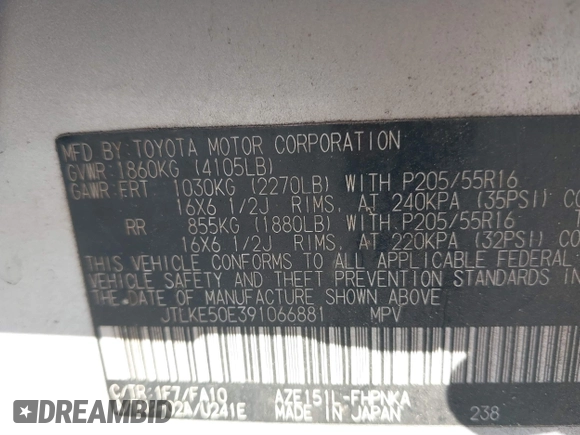 MFD. BY: TOYOTA MOTOR CORPORATION
GVWR: 1860KG (4105LB)
GAWR: FRT 1030KG (2270LB) WITH P205/55R16
16X6 1/2J RIMS, AT 240KPA (35PSI) CO
RR 855KG (1880LB) WITH P205/55R16
16X6 1/2J RIMS, AT 220KPA (32PSI) CO
THIS VEHICLE CONFORMS TO ALL APPLICABLE FEDERAL
VEHICLE SAFETY AND THEFT PREVENTION STANDARDS IN
THE DATE OF MANUFACTURE SHOWN ABOVE.
JTLKE50E391066881 MPV
C/TR: 1F7/FA10 AZE151L-FHPNKA
02A/U241E MADE IN JAPAN 238
RIDESAFELY